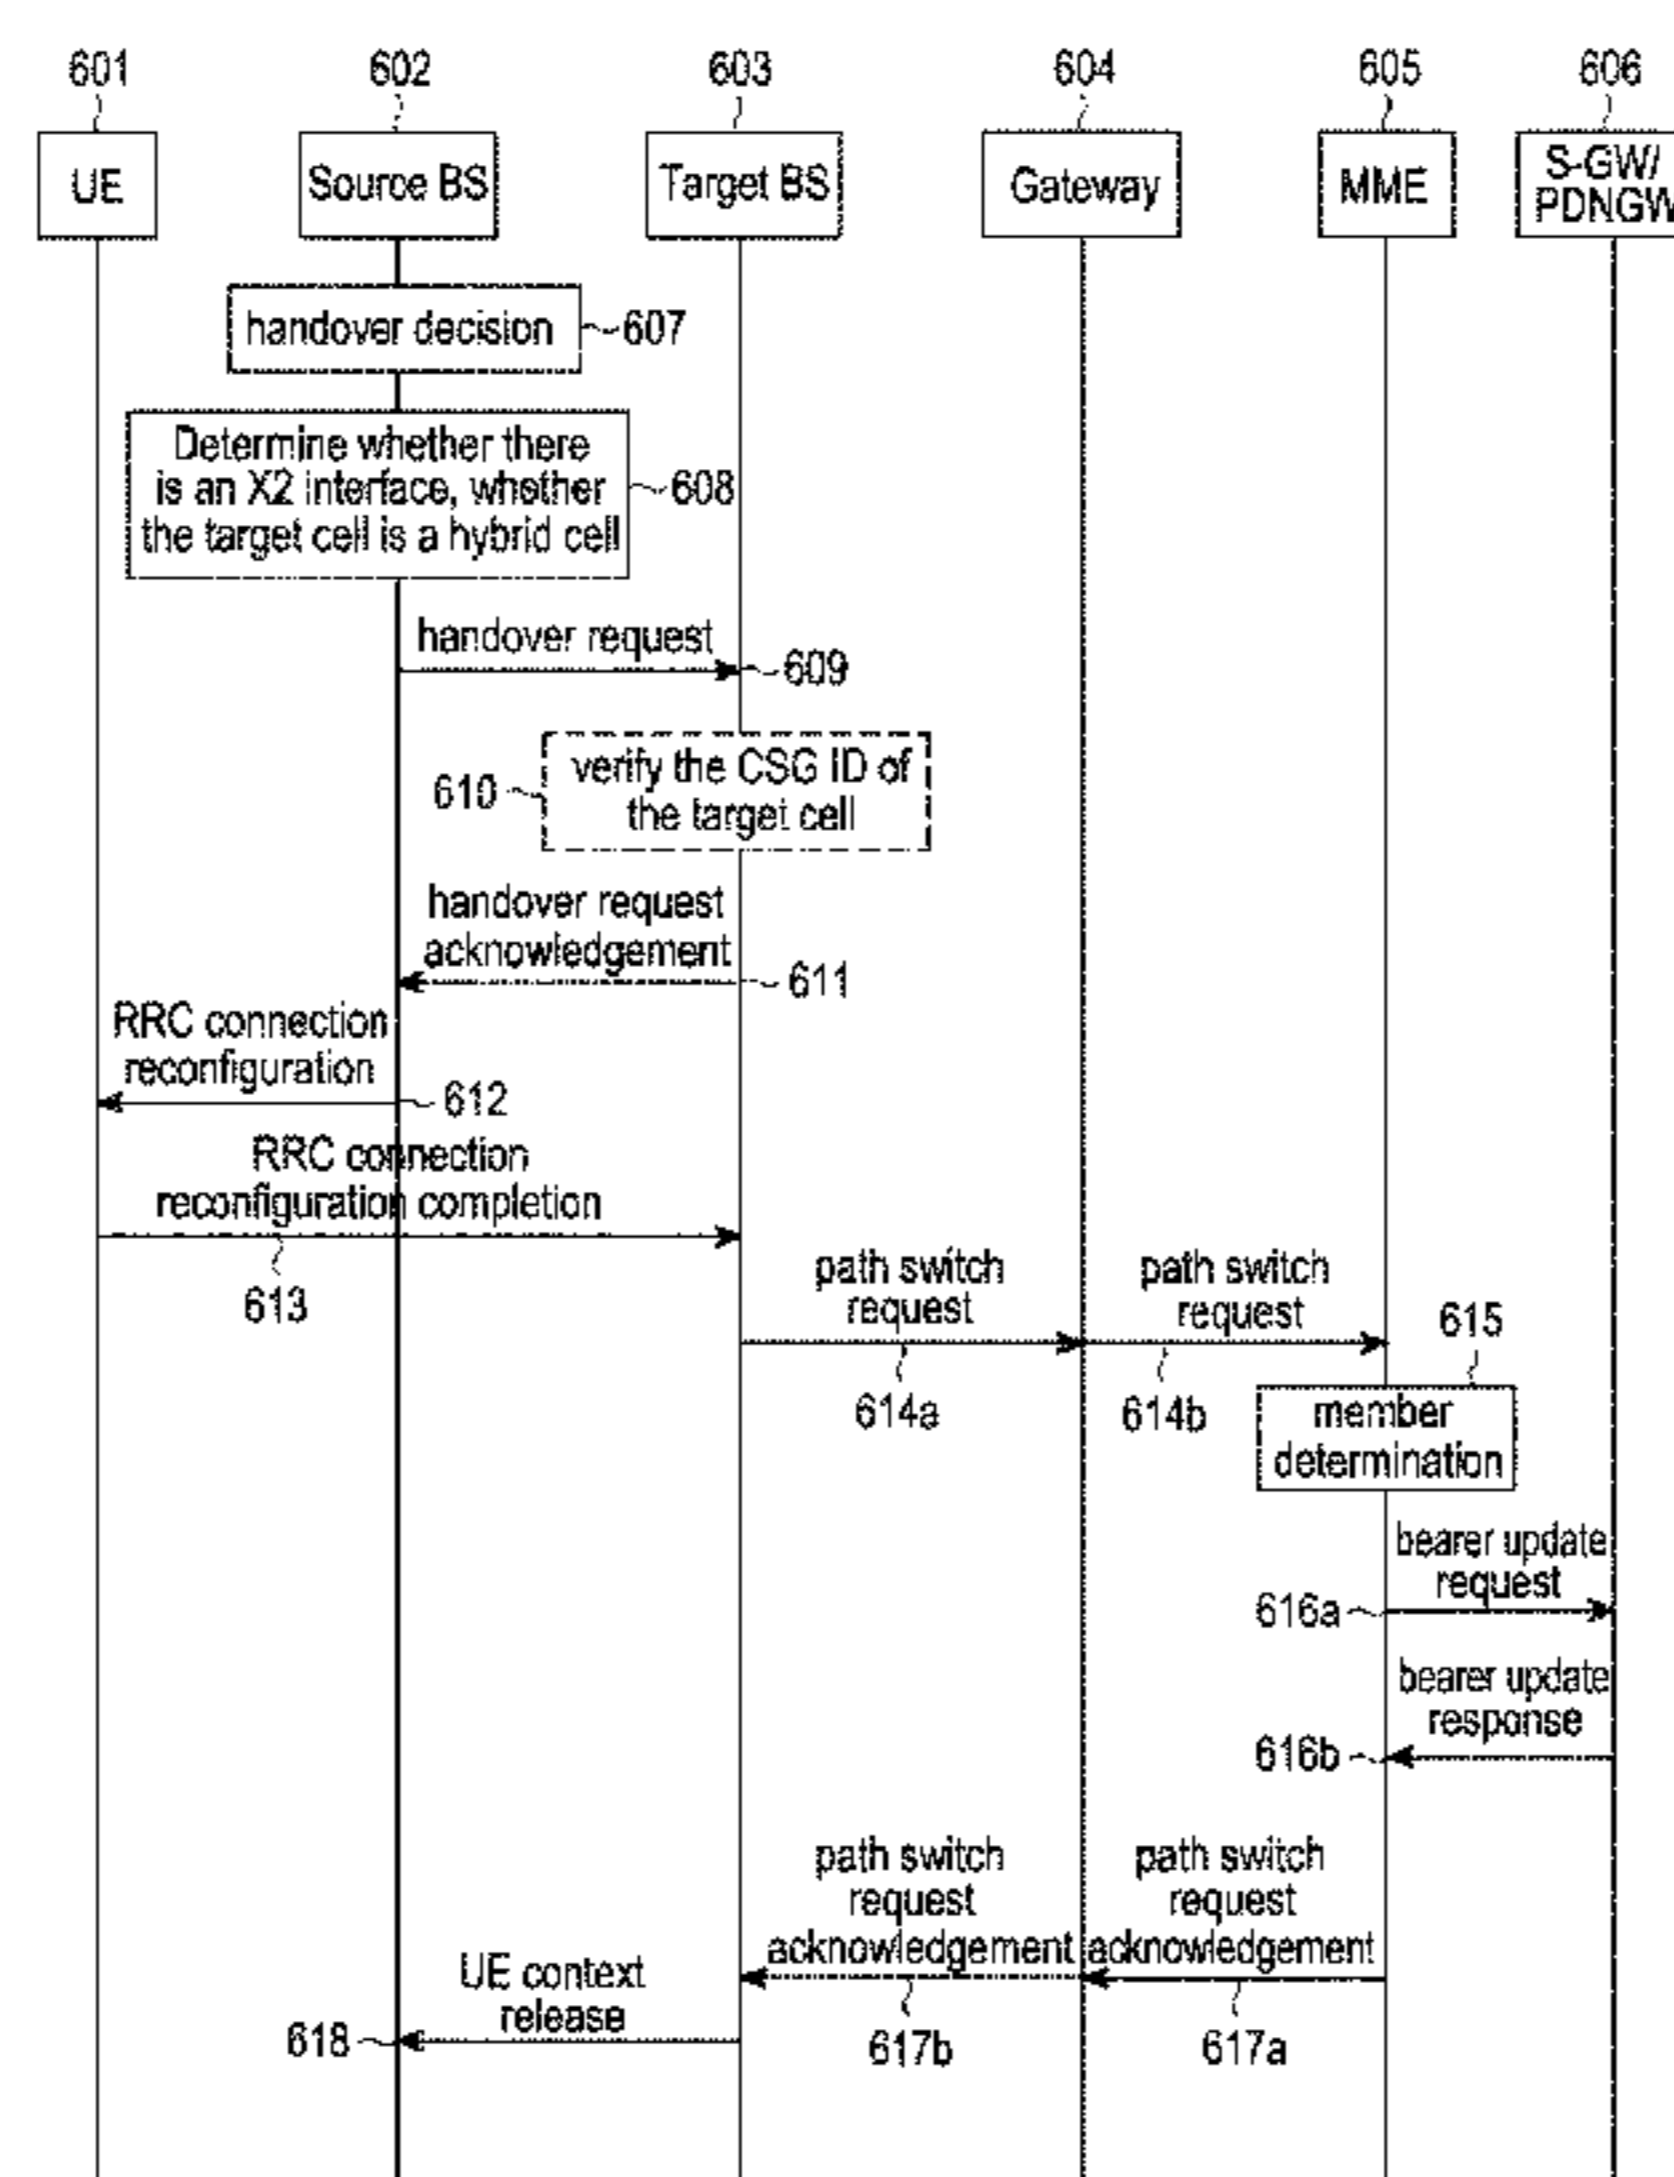 601
602
603
604
605
606
UE
Source BS
Target BS
Gateway
MME
S-GW/
PDNGW
handover decision
607
Determine whether there
is an X2 interface, whether
the target cell is a hybrid cell
608
handover request
609
verify the CSG ID of
the target cell
610
handover request
acknowledgement
611
RRC connection
reconfiguration
612
RRC connection
reconfiguration completion
613
path switch
request
614a
path switch
request
614b
615
member
determination
bearer update
request
616a
bearer update
response
616b
path switch
request
acknowledgement
617b
path switch
request
acknowledgement
617a
UE context
release
618